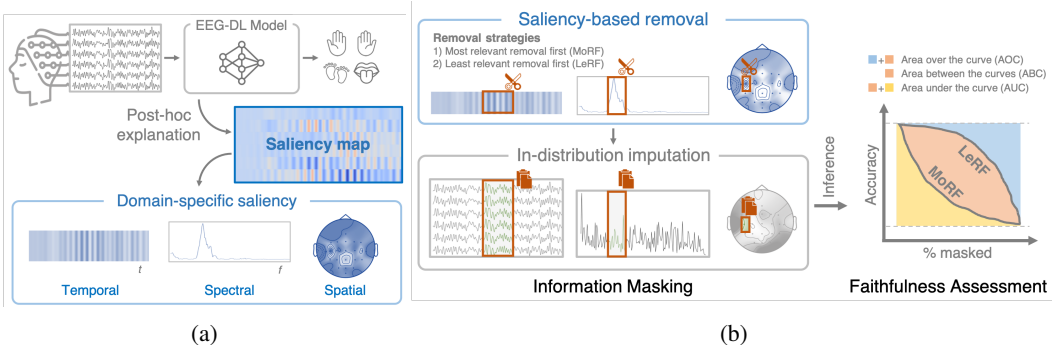 EEG-DL Model
Post-hoc
explanation
Saliency map
Domain-specific saliency
t
f
Temporal
Spectral
Spatial
(a)
Saliency-based removal
Removal strategies
1) Most relevant removal first (MoRF)
2) Least relevant removal first (LeRF)
In-distribution imputation
Information Masking
Inference
+ Area over the curve (AOC)
Area between the curves (ABC)
+ Area under the curve (AUC)
Accuracy
LeRF
MoRF
% masked
Faithfulness Assessment
(b)